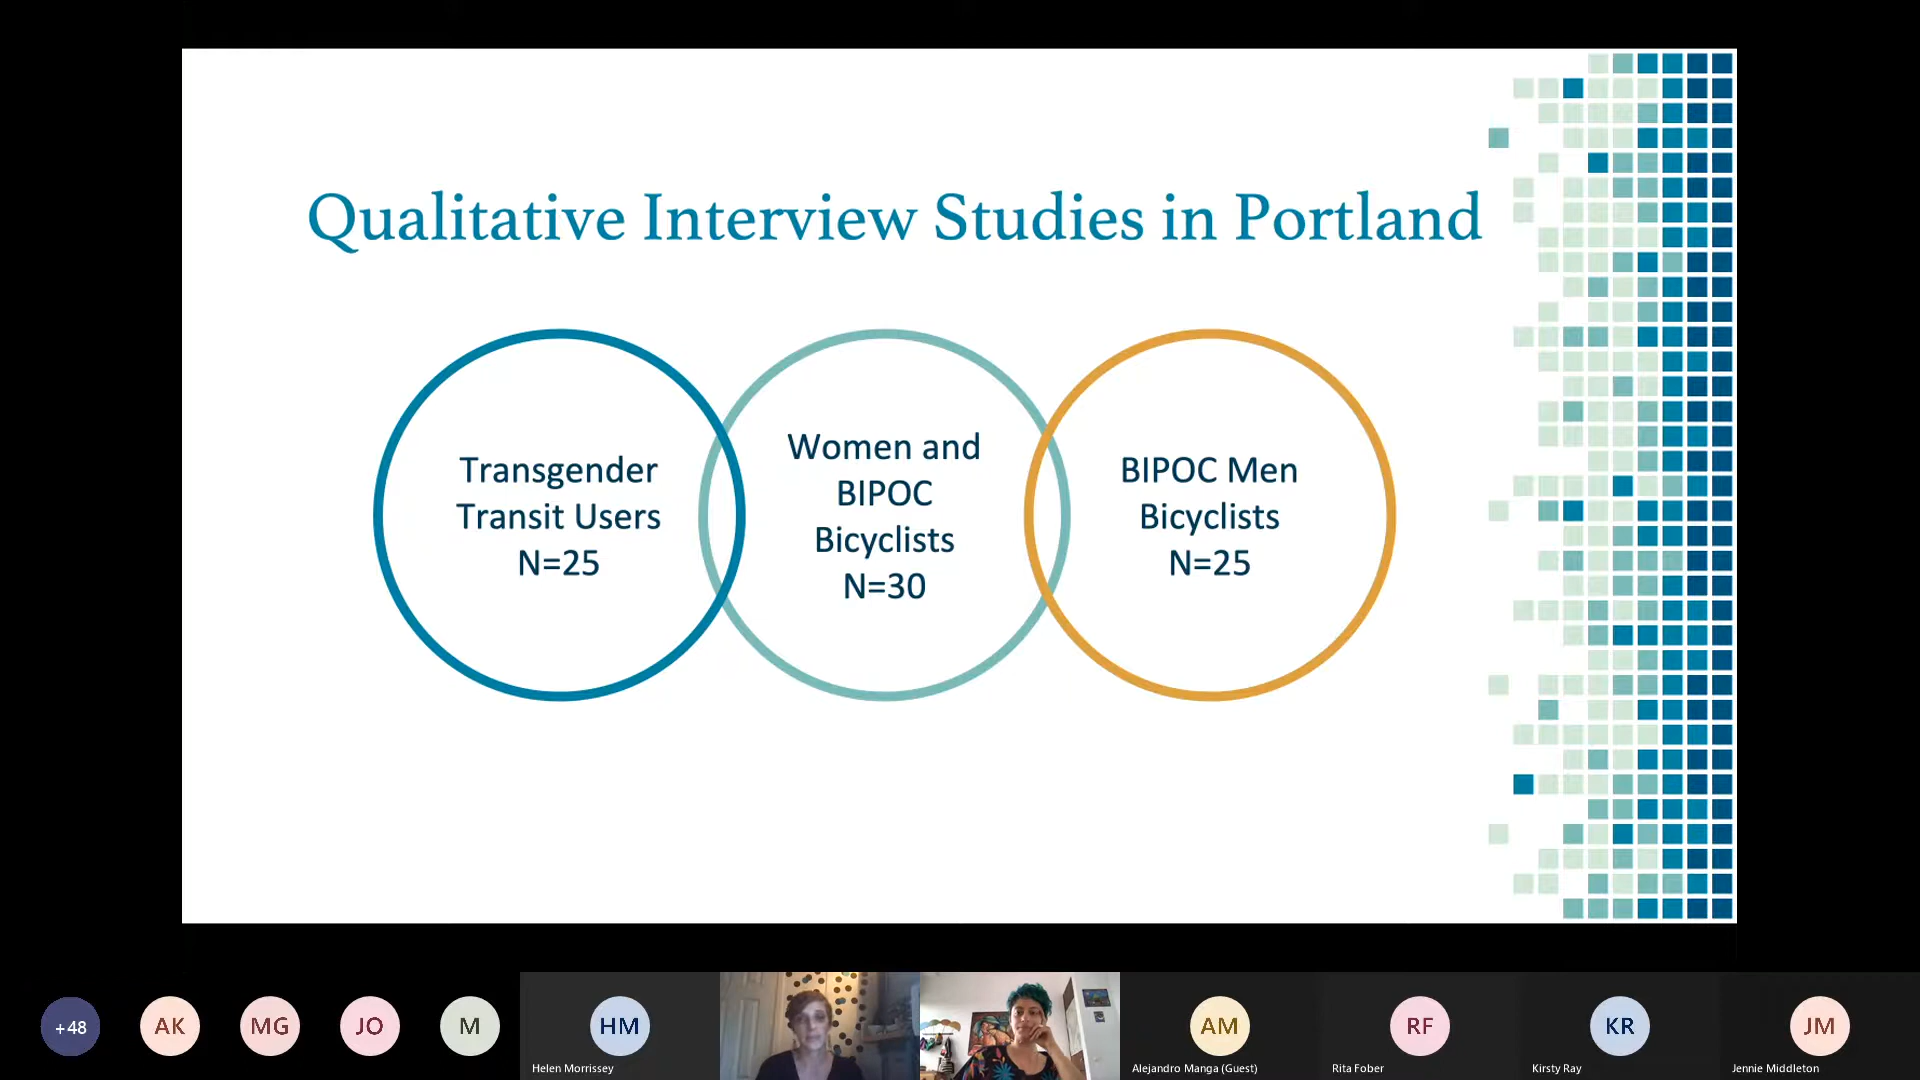 Qualitative Interview Studies in Portland
Transgender
Transit Users
N=25
Women and
BIPOC
Bicyclists
N=30
BIPOC Men
Bicyclists
N=25
+48
AK
MG
JO
M
HM
Helen Morrissey
AM
Alejandro Manga (Guest)
RF
Rita Fober
KR
Kirsty Ray
JM
Jennie Middleton